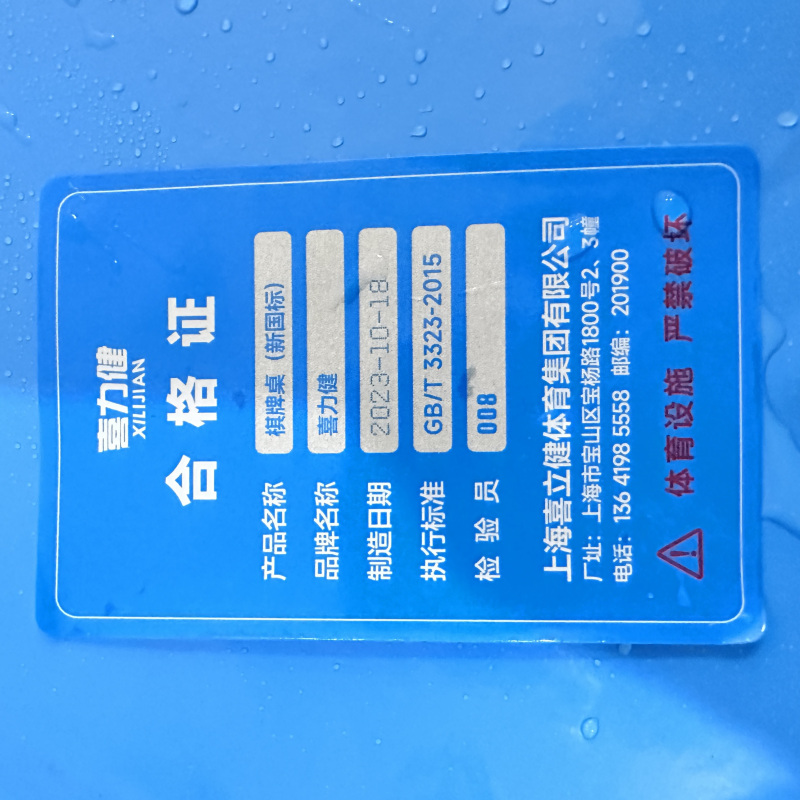 喜力健
XILIJIAN
合格证
产品名称 棋牌桌（新国标）
品牌名称 喜力健
制造日期 2023-10-18
执行标准 GB/T 3323-2015
检验员 008
上海喜立健体育集团有限公司
厂址：上海市宝山区宝杨路1800号2、3幢
电话：136 4198 5558 邮编：201900
体育设施 严禁破坏